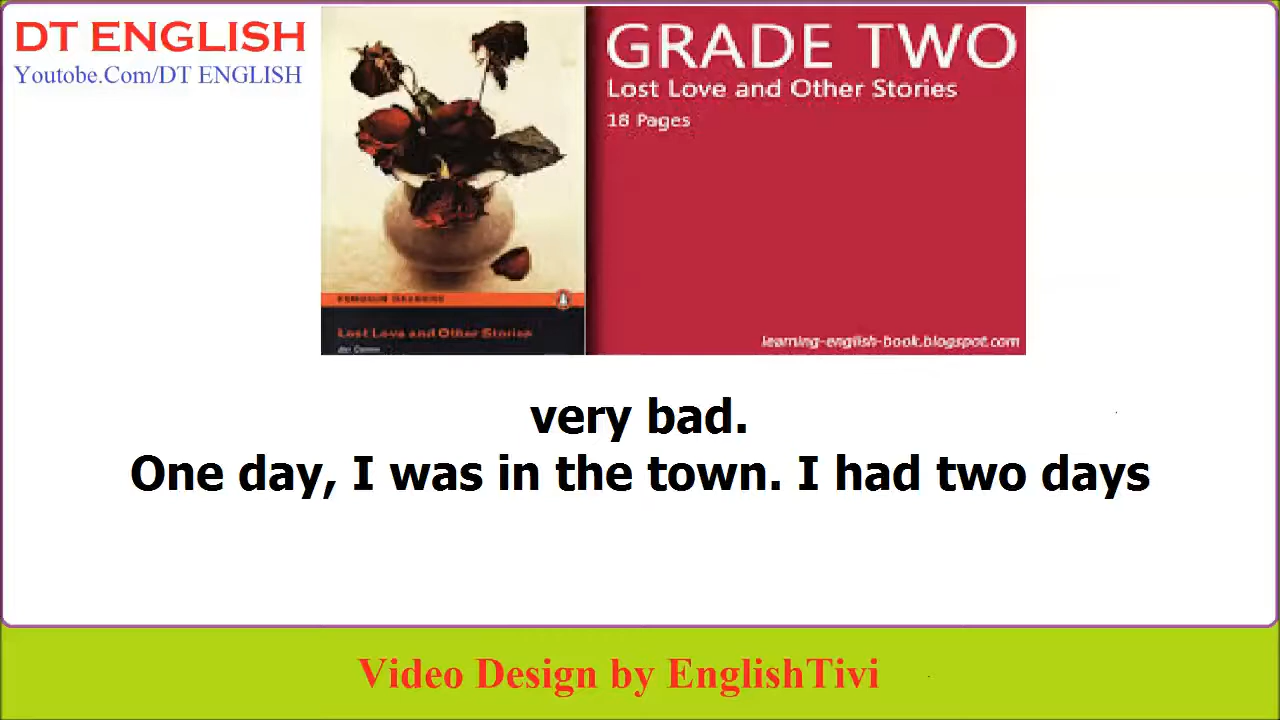 DT ENGLISH
Youtobe.Com/DT ENGLISH
GRADE TWO
Lost Love and Other Stories
18 Pages
PENGUIN READERS
Lost Love and Other Stories
learning-english-book.blogspot.com
very bad.
One day, I was in the town. I had two days
Video Design by EnglishTivi